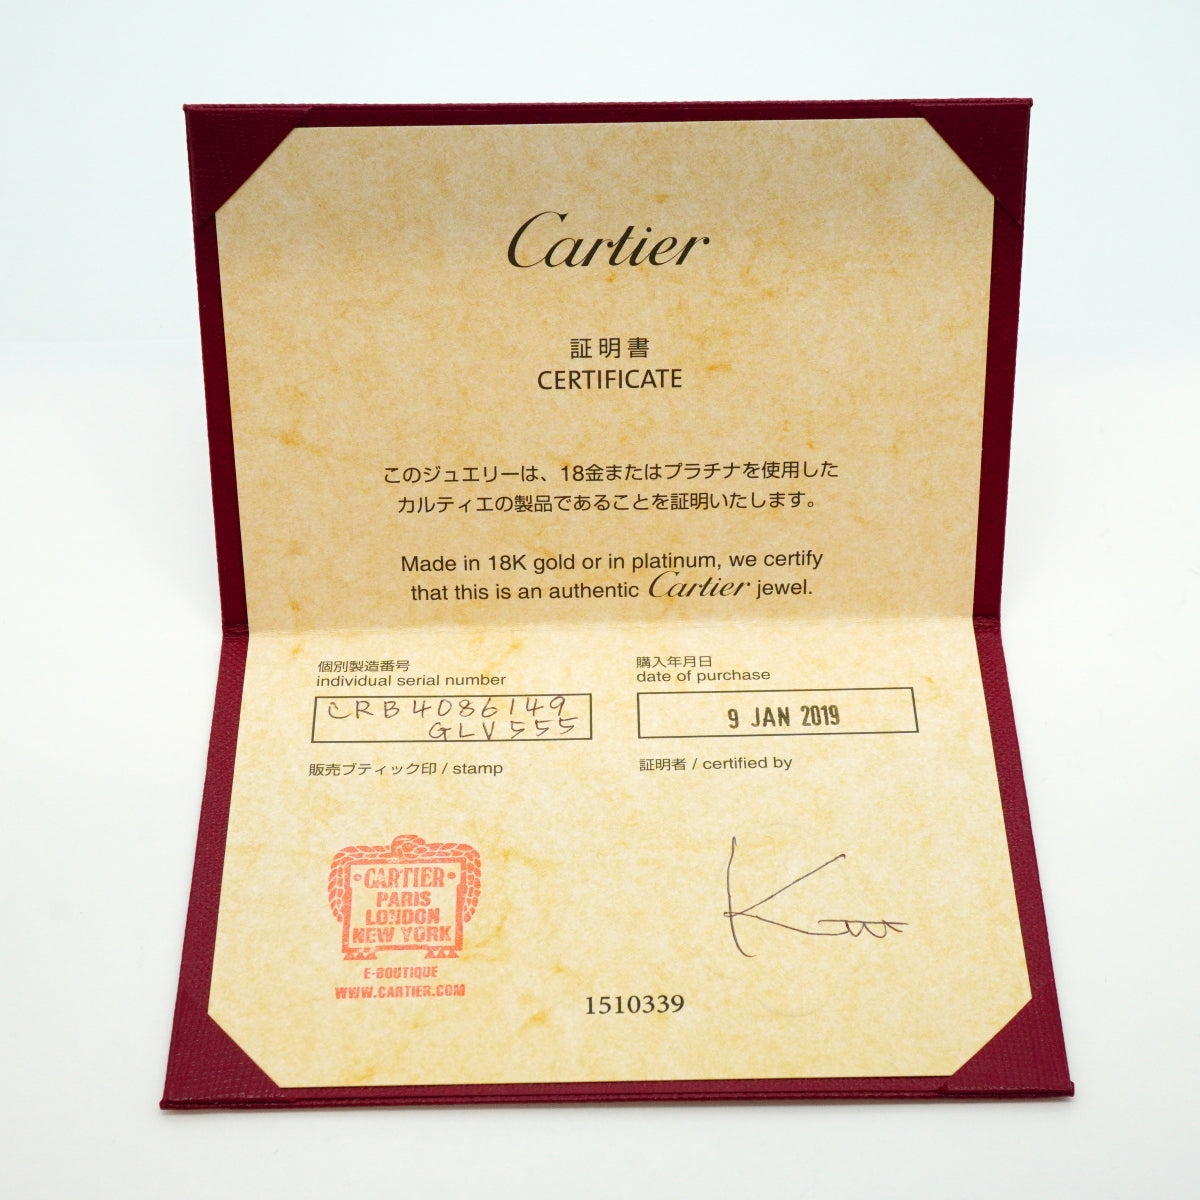 Cartier
証明書
CERTIFICATE
このジュエリーは、18金またはプラチナを使用した
カルティエの製品であることを証明いたします。
Made in 18K gold or in platinum, we certify
that this is an authentic Cartier jewel.
個別製造番号
individual serial number
CRB4086149
GLV555
購入年月日
date of purchase
9 JAN 2019
販売ブティック印 / stamp
証明者 / certified by
CARTIER
PARIS
LONDON
NEW YORK
E-BOUTIQUE
WWW.CARTIER.COM
1510339